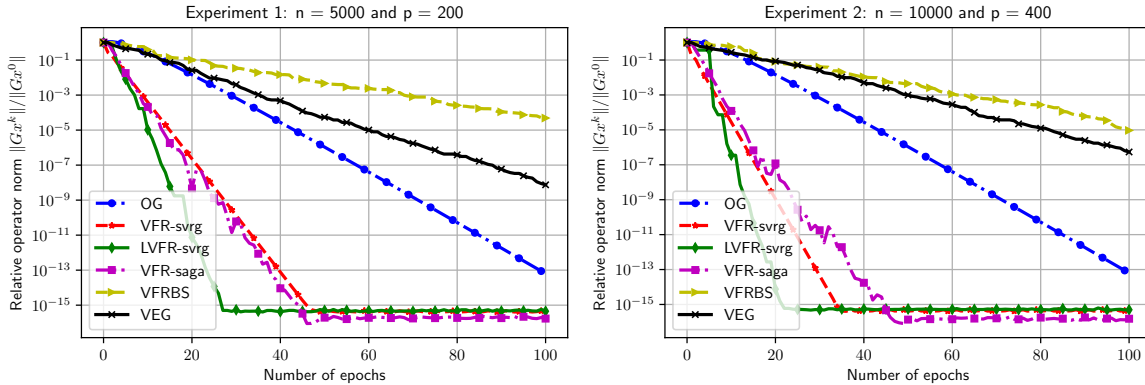 Experiment 1: n = 5000 and p = 200
Relative operator norm ||Gx^k||/||Gx^0||
10^-1
10^-3
10^-5
10^-7
10^-9
10^-11
10^-13
10^-15
OG
VFR-svrg
LVFR-svrg
VFR-saga
VFRBS
VEG
0 20 40 60 80 100
Number of epochs
Experiment 2: n = 10000 and p = 400
Relative operator norm ||Gx^k||/||Gx^0||
10^-1
10^-3
10^-5
10^-7
10^-9
10^-11
10^-13
10^-15
OG
VFR-svrg
LVFR-svrg
VFR-saga
VFRBS
VEG
0 20 40 60 80 100
Number of epochs